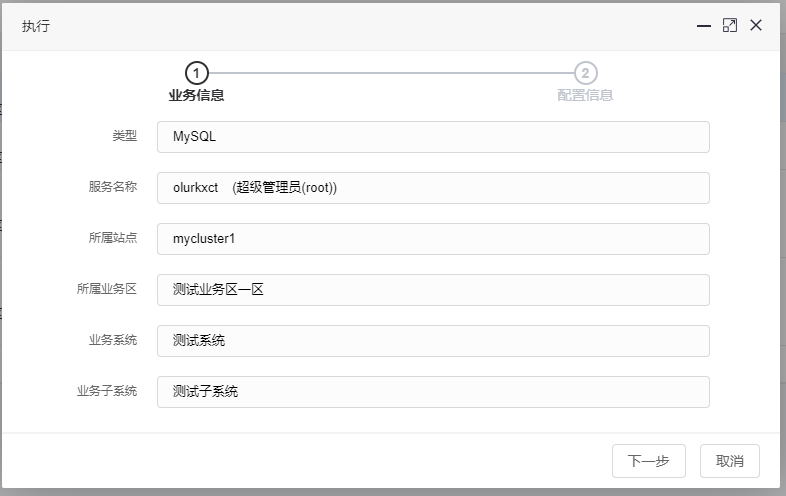 执行
1 2
业务信息 配置信息
类型 MySQL
服务名称 olurkxct (超级管理员(root))
所属站点 mycluster1
所属业务区 测试业务区一区
业务系统 测试系统
业务子系统 测试子系统
下一步 取消